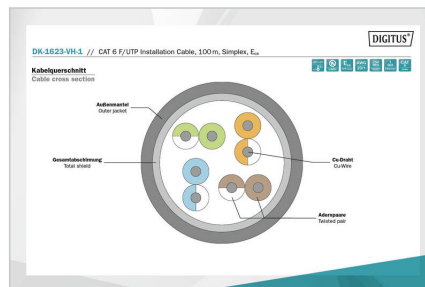 DIGITUS®
DK-1623-VH-1 // CAT 6 F/UTP Installation Cable, 100 m, Simplex, Eca
Kabelquerschnitt
Cable cross section
Außenmantel
Outer jacket
Gesamtabschirmung
Total shield
Cu-Draht
Cu-Wire
Adernpaare
Twisted pair